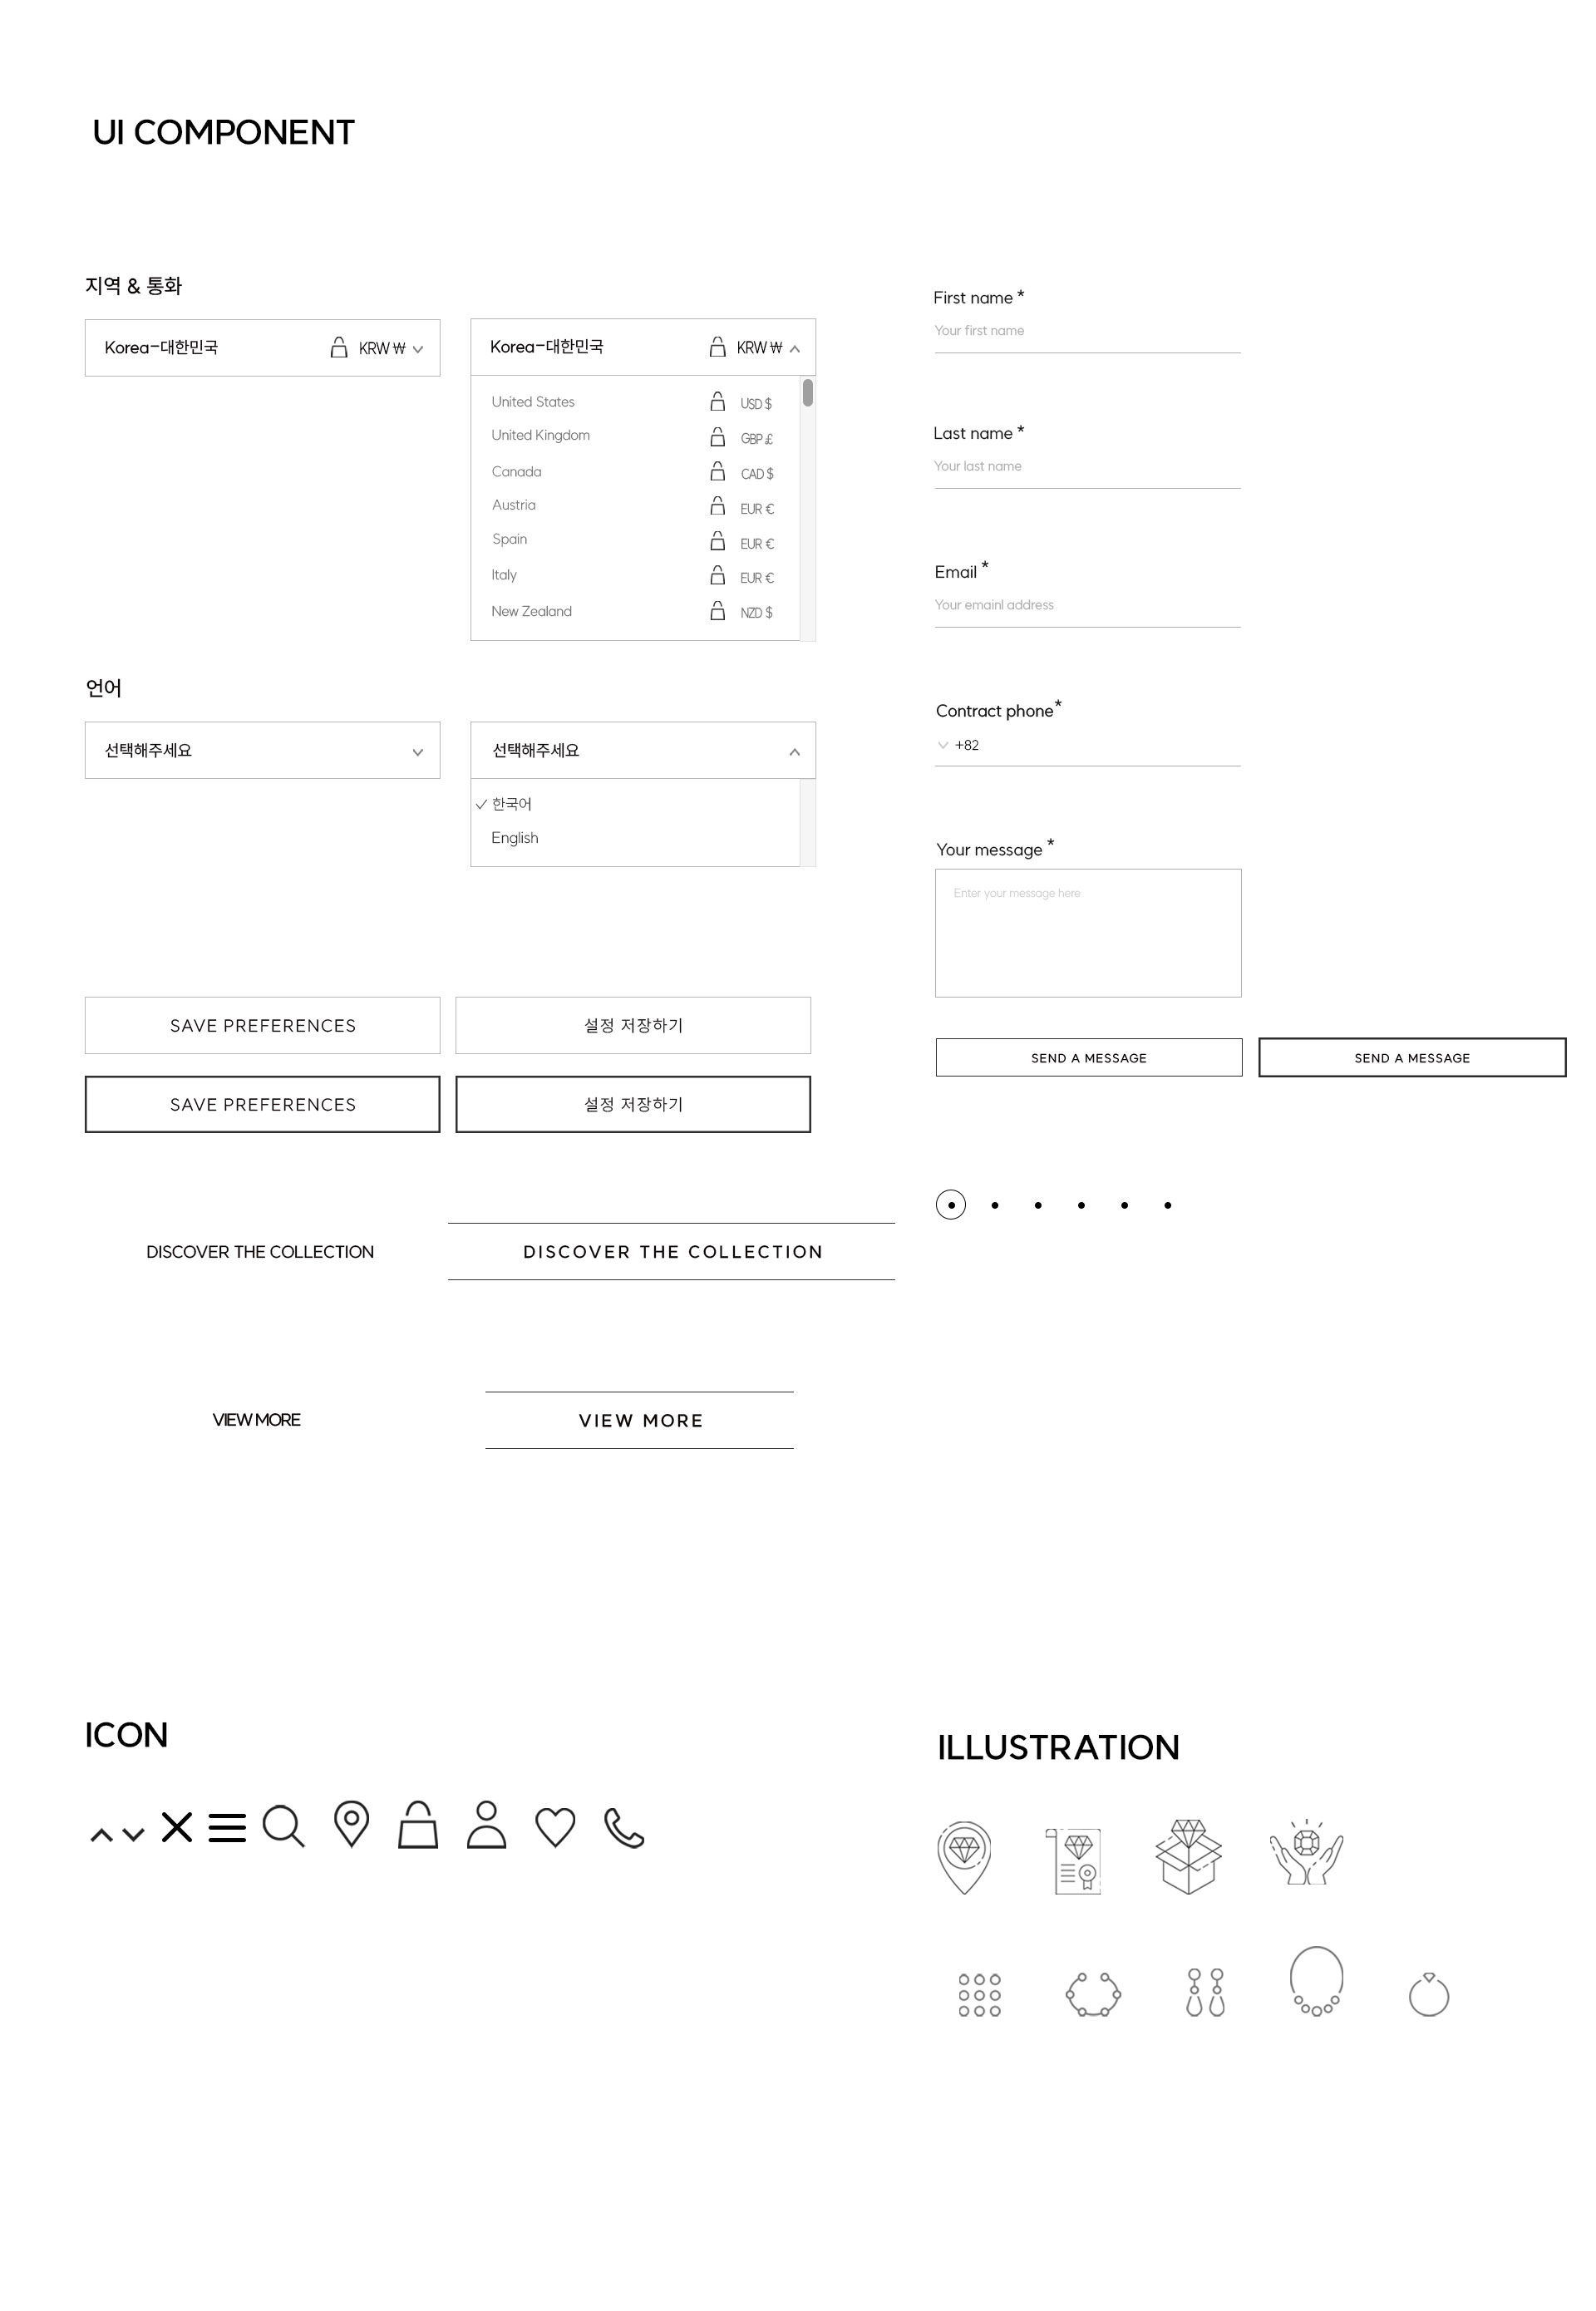 UI COMPONENT
지역 & 통화
Korea-대한민국 KRW ₩
Korea-대한민국 KRW ₩
United States USD $
United Kingdom GBP £
Canada CAD $
Austria EUR €
Spain EUR €
Italy EUR €
New Zealand NZD $
언어
선택해주세요
선택해주세요
한국어
English
SAVE PREFERENCES
설정 저장하기
SAVE PREFERENCES
설정 저장하기
DISCOVER THE COLLECTION
DISCOVER THE COLLECTION
VIEW MORE
VIEW MORE
First name *
Your first name
Last name *
Your last name
Email *
Your emainl address
Contract phone*
+82
Your message *
Enter your message here
SEND A MESSAGE
SEND A MESSAGE
ICON
ILLUSTRATION